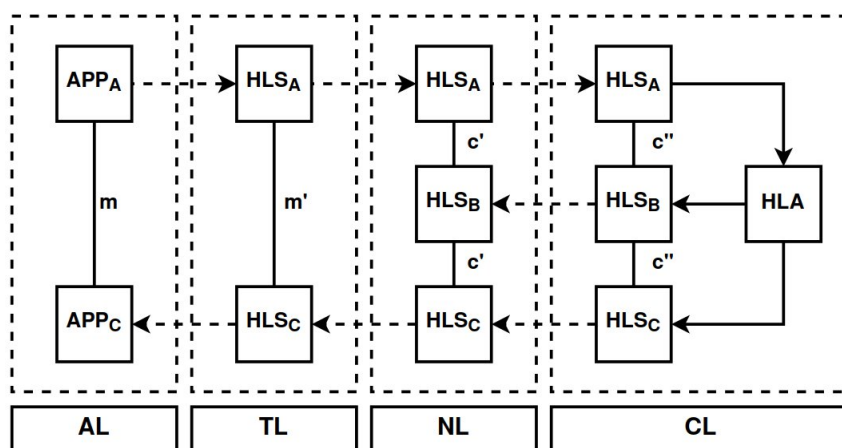 APPA HLSA HLSA HLSA
c' c''
m m' HLSB HLSB HLA
c' c''
APPC HLSC HLSC HLSC
AL TL NL CL